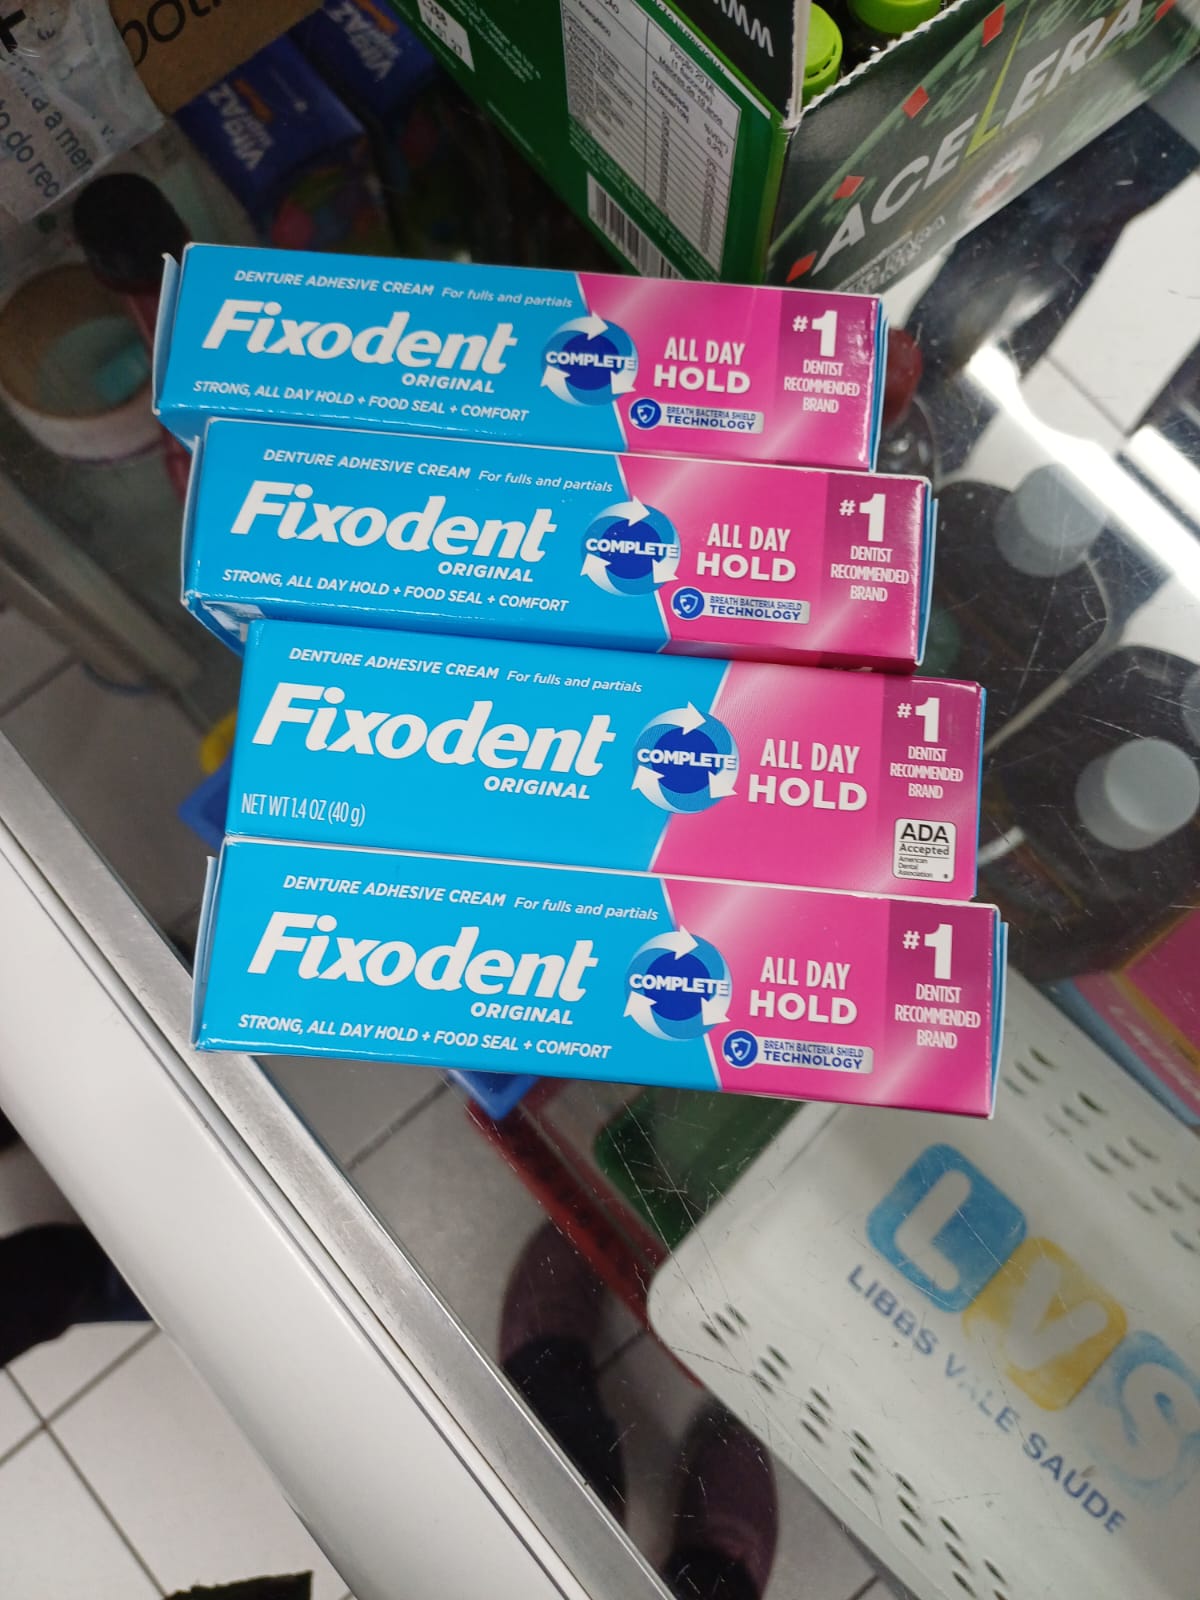 ACELERA
VITGAZ
DENTURE ADHESIVE CREAM For fulls and partials
Fixodent
ORIGINAL
STRONG, ALL DAY HOLD + FOOD SEAL + COMFORT
COMPLETE
ALL DAY
HOLD
BREATH BACTERIA SHIELD
TECHNOLOGY
#1
DENTIST
RECOMMENDED
BRAND
DENTURE ADHESIVE CREAM For fulls and partials
Fixodent
ORIGINAL
STRONG, ALL DAY HOLD + FOOD SEAL + COMFORT
COMPLETE
ALL DAY
HOLD
BREATH BACTERIA SHIELD
TECHNOLOGY
#1
DENTIST
RECOMMENDED
BRAND
DENTURE ADHESIVE CREAM For fulls and partials
Fixodent
ORIGINAL
NET WT 1.4 OZ (40 g)
COMPLETE
ALL DAY
HOLD
#1
DENTIST
RECOMMENDED
BRAND
ADA
Accepted
American
Dental
Association
DENTURE ADHESIVE CREAM For fulls and partials
Fixodent
ORIGINAL
STRONG, ALL DAY HOLD + FOOD SEAL + COMFORT
COMPLETE
ALL DAY
HOLD
BREATH BACTERIA SHIELD
TECHNOLOGY
#1
DENTIST
RECOMMENDED
BRAND
LVS
LIBBS VALE SAÚDE